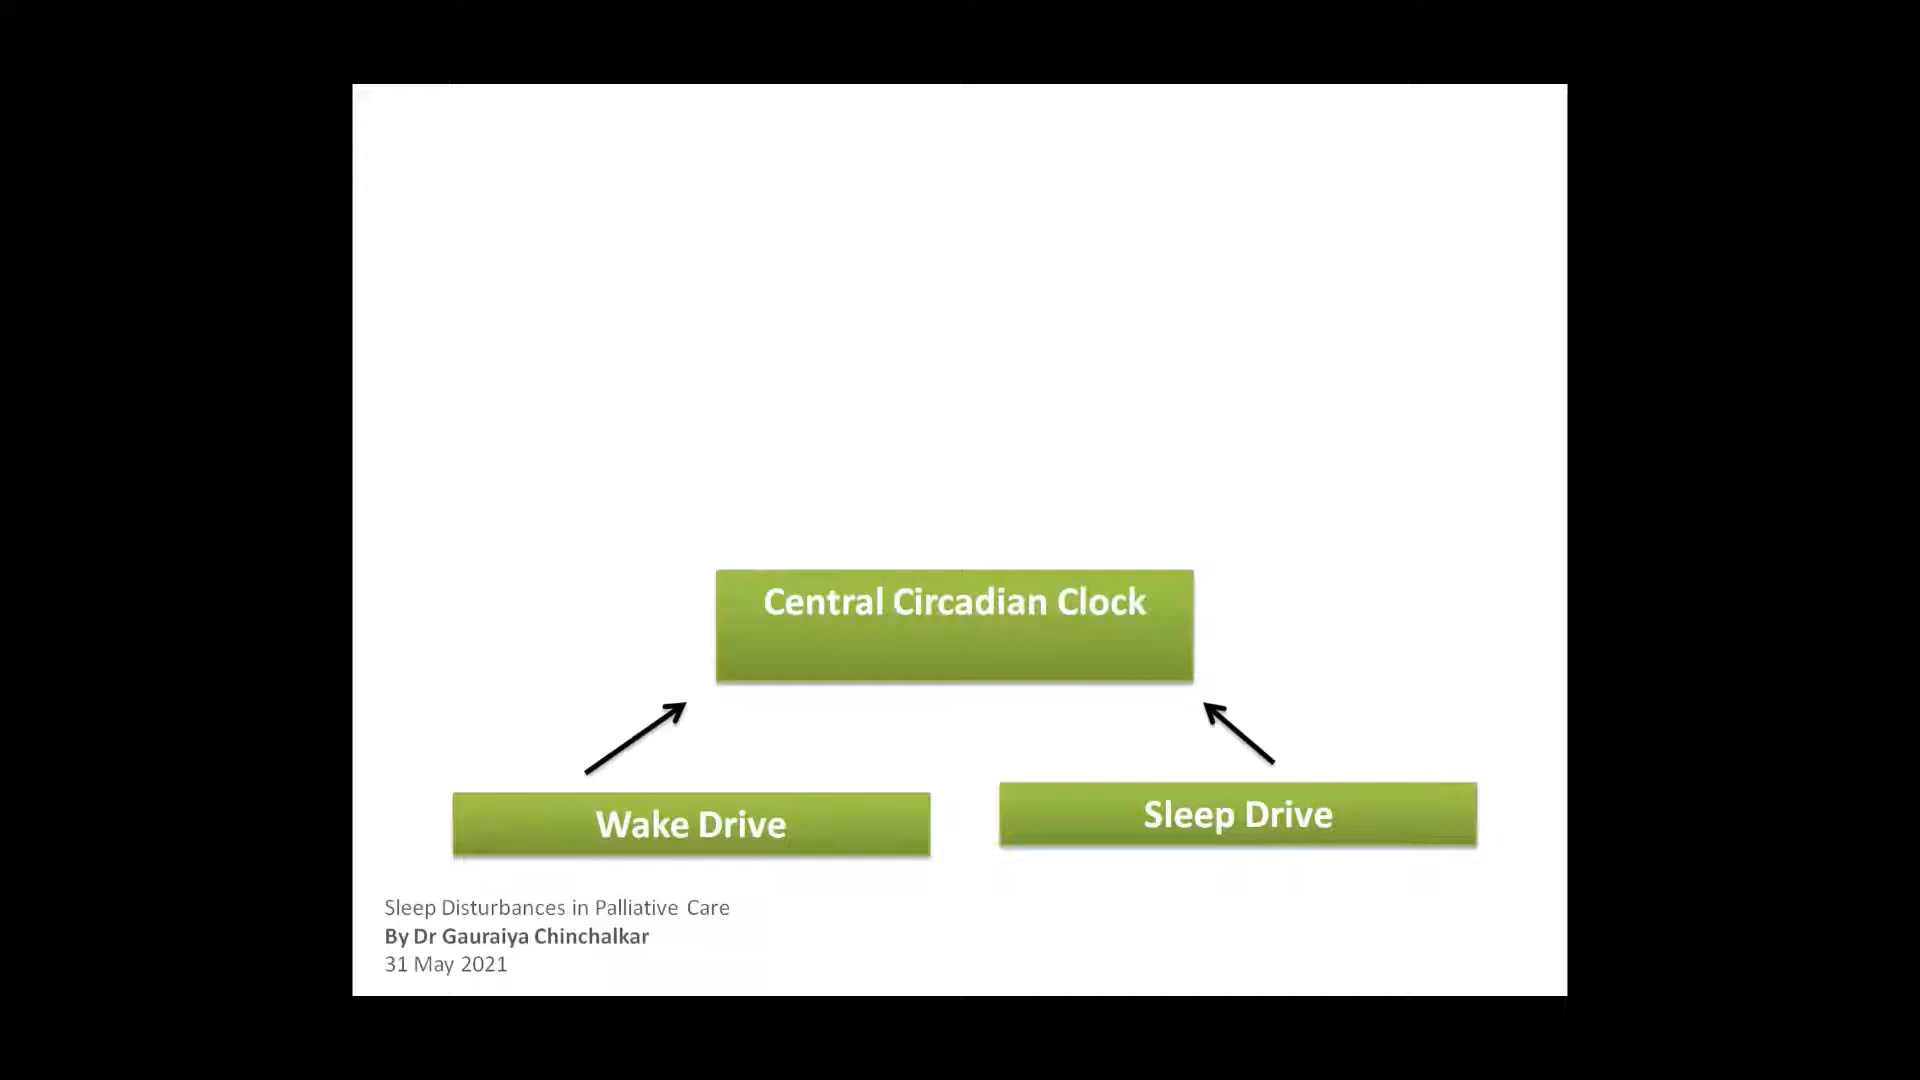 Central Circadian Clock
Wake Drive
Sleep Drive
Sleep Disturbances in Palliative Care
By Dr Gauraiya Chinchalkar
31 May 2021